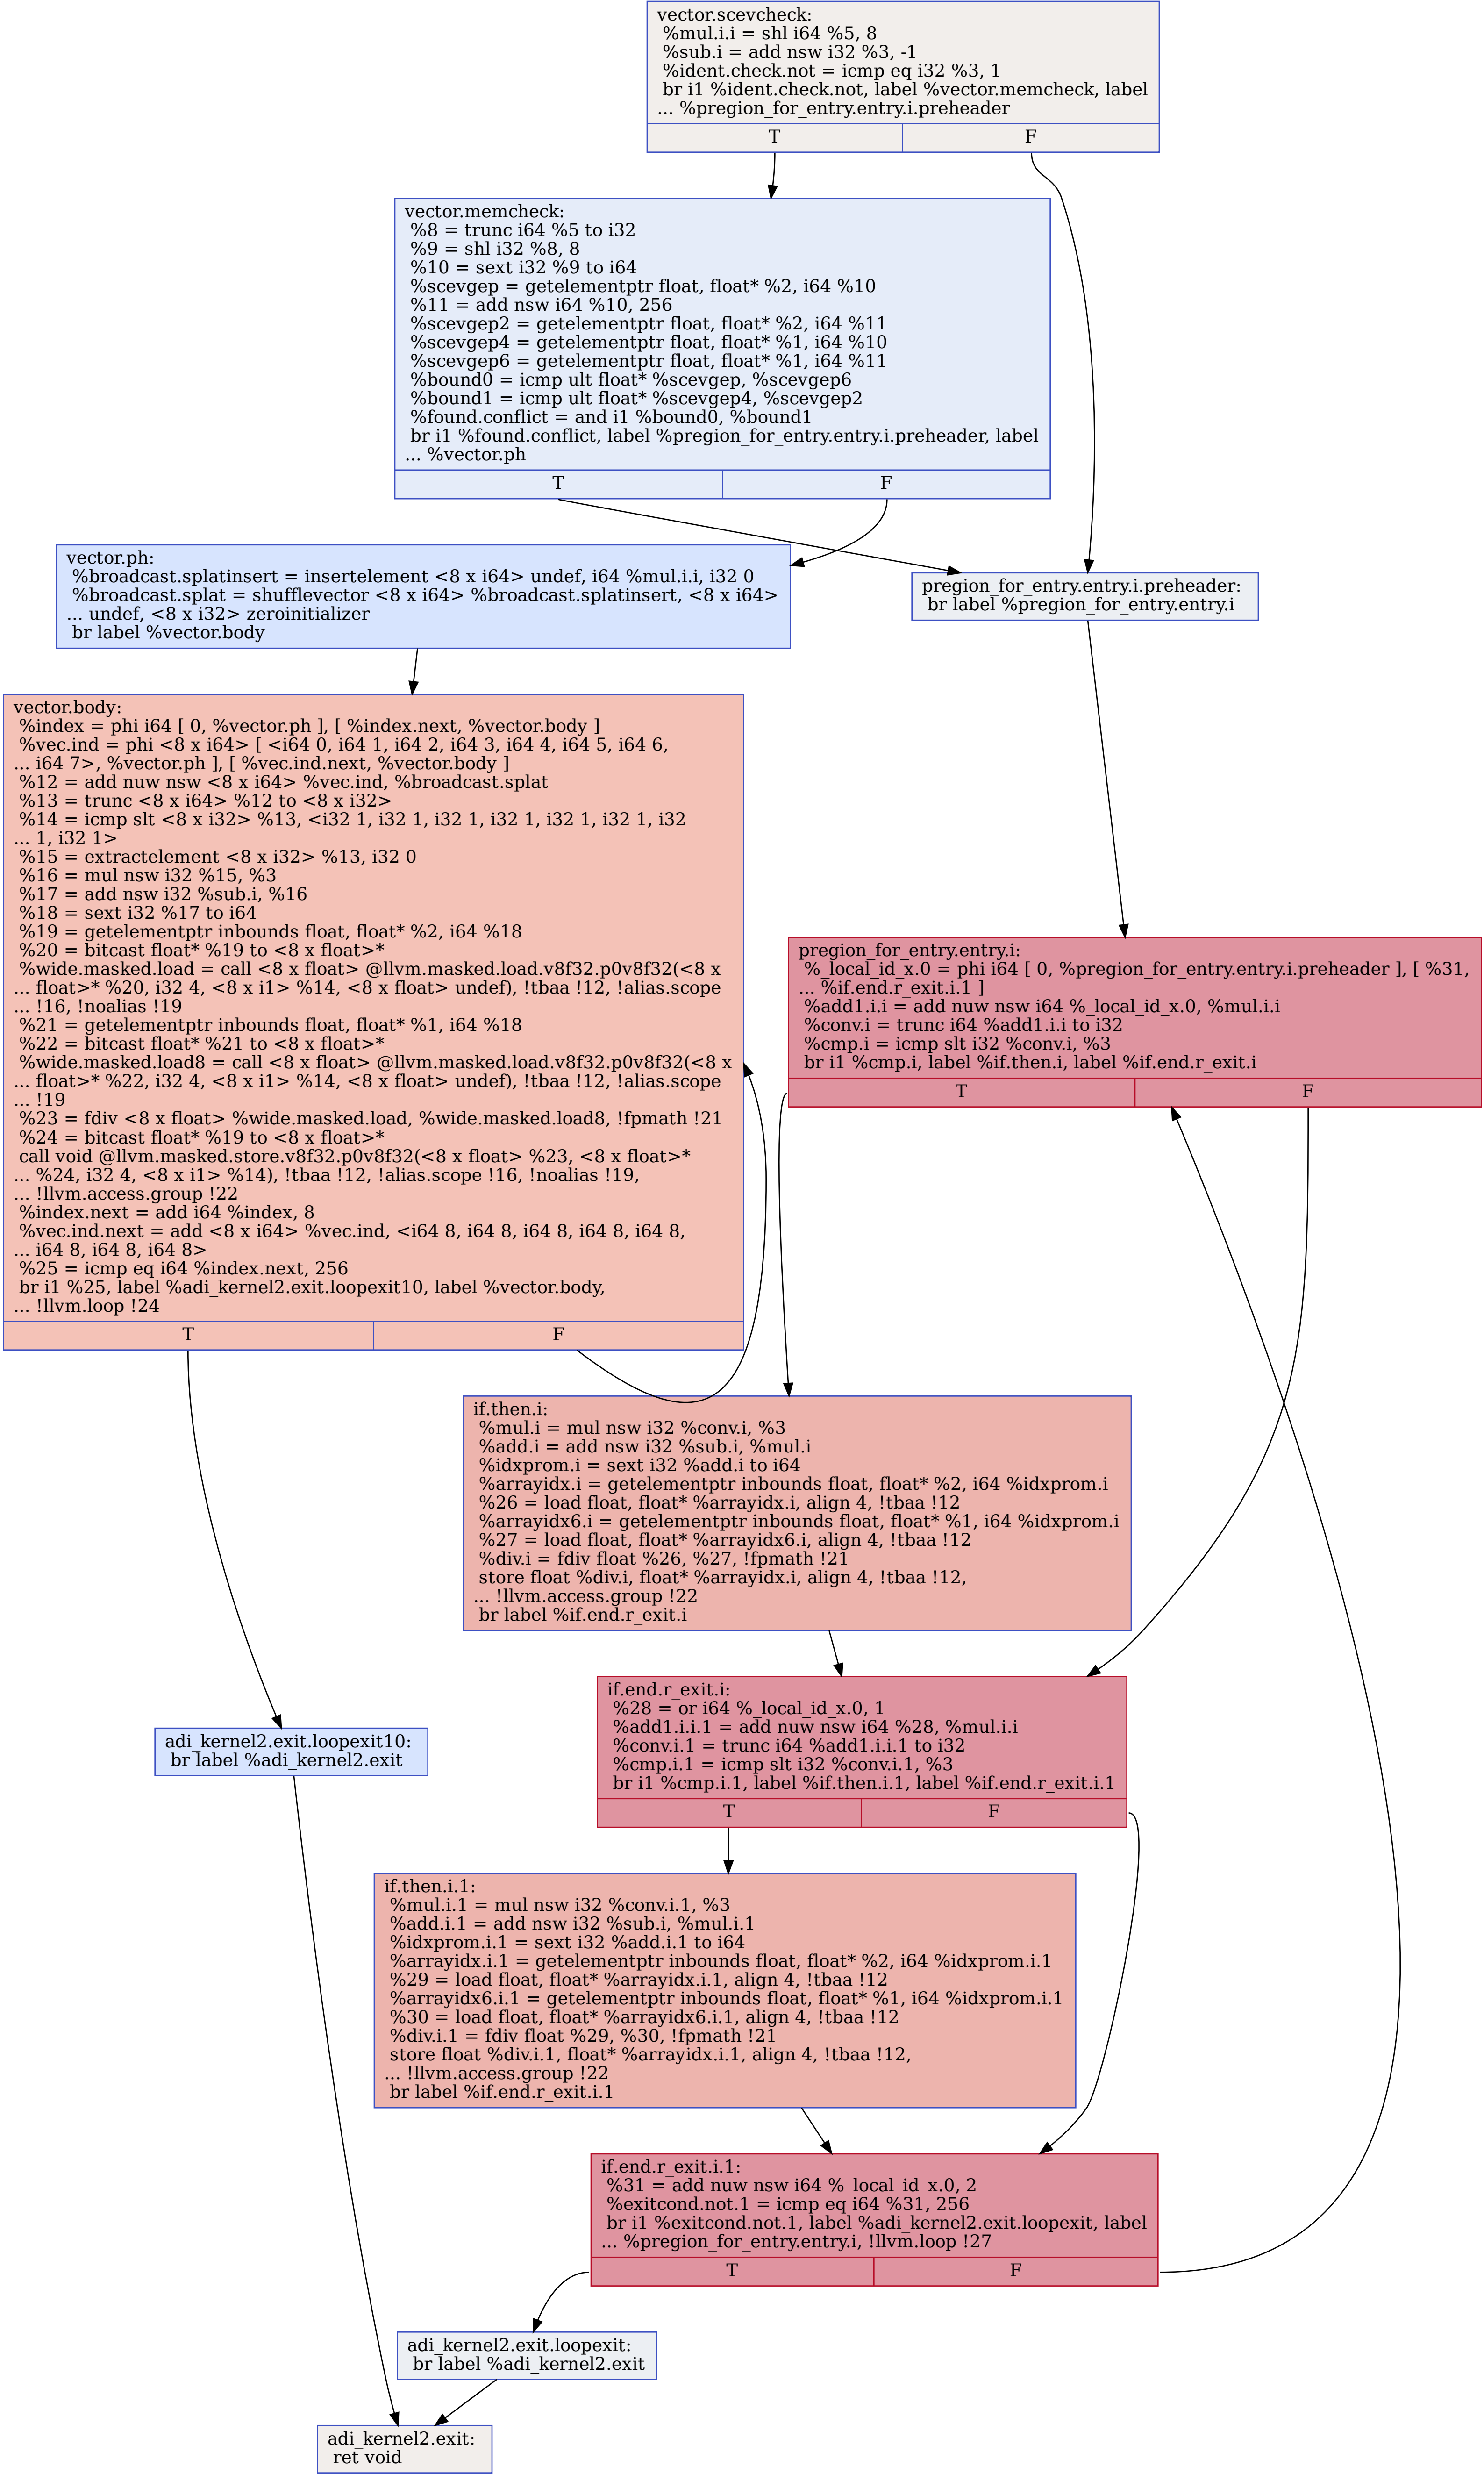 vector.scevcheck:
%mul.i.i = shl i64 %5, 8
%sub.i = add nsw i32 %3, -1
%ident.check.not = icmp eq i32 %3, 1
br i1 %ident.check.not, label %vector.memcheck, label
... %pregion_for_entry.entry.i.preheader
T
F
vector.memcheck:
%8 = trunc i64 %5 to i32
%9 = shl i32 %8, 8
%10 = sext i32 %9 to i64
%scevgep = getelementptr float, float* %2, i64 %10
%11 = add nsw i64 %10, 256
%scevgep2 = getelementptr float, float* %2, i64 %11
%scevgep4 = getelementptr float, float* %1, i64 %10
%scevgep6 = getelementptr float, float* %1, i64 %11
%bound0 = icmp ult float* %scevgep, %scevgep6
%bound1 = icmp ult float* %scevgep4, %scevgep2
%found.conflict = and i1 %bound0, %bound1
br i1 %found.conflict, label %pregion_for_entry.entry.i.preheader, label
... %vector.ph
T
F
vector.ph:
%broadcast.splatinsert = insertelement <8 x i64> undef, i64 %mul.i.i, i32 0
%broadcast.splat = shufflevector <8 x i64> %broadcast.splatinsert, <8 x i64>
... undef, <8 x i32> zeroinitializer
br label %vector.body
pregion_for_entry.entry.i.preheader:
br label %pregion_for_entry.entry.i
vector.body:
%index = phi i64 [ 0, %vector.ph ], [ %index.next, %vector.body ]
%vec.ind = phi <8 x i64> [ <i64 0, i64 1, i64 2, i64 3, i64 4, i64 5, i64 6,
... i64 7>, %vector.ph ], [ %vec.ind.next, %vector.body ]
%12 = add nuw nsw <8 x i64> %vec.ind, %broadcast.splat
%13 = trunc <8 x i64> %12 to <8 x i32>
%14 = icmp slt <8 x i32> %13, <i32 1, i32 1, i32 1, i32 1, i32 1, i32 1, i32
... 1, i32 1>
%15 = extractelement <8 x i32> %13, i32 0
%16 = mul nsw i32 %15, %3
%17 = add nsw i32 %sub.i, %16
%18 = sext i32 %17 to i64
%19 = getelementptr inbounds float, float* %2, i64 %18
%20 = bitcast float* %19 to <8 x float>*
%wide.masked.load = call <8 x float> @llvm.masked.load.v8f32.p0v8f32(<8 x
... float>* %20, i32 4, <8 x i1> %14, <8 x float> undef), !tbaa !12, !alias.scope
... !16, !noalias !19
%21 = getelementptr inbounds float, float* %1, i64 %18
%22 = bitcast float* %21 to <8 x float>*
%wide.masked.load8 = call <8 x float> @llvm.masked.load.v8f32.p0v8f32(<8 x
... float>* %22, i32 4, <8 x i1> %14, <8 x float> undef), !tbaa !12, !alias.scope
... !19
%23 = fdiv <8 x float> %wide.masked.load, %wide.masked.load8, !fpmath !21
%24 = bitcast float* %19 to <8 x float>*
call void @llvm.masked.store.v8f32.p0v8f32(<8 x float> %23, <8 x float>*
... %24, i32 4, <8 x i1> %14), !tbaa !12, !alias.scope !16, !noalias !19,
... !llvm.access.group !22
%index.next = add i64 %index, 8
%vec.ind.next = add <8 x i64> %vec.ind, <i64 8, i64 8, i64 8, i64 8, i64 8,
... i64 8, i64 8, i64 8>
%25 = icmp eq i64 %index.next, 256
br i1 %25, label %adi_kernel2.exit.loopexit10, label %vector.body,
... !llvm.loop !24
T
F
pregion_for_entry.entry.i:
%_local_id_x.0 = phi i64 [ 0, %pregion_for_entry.entry.i.preheader ], [ %31,
... %if.end.r_exit.i.1 ]
%add1.i.i = add nuw nsw i64 %_local_id_x.0, %mul.i.i
%conv.i = trunc i64 %add1.i.i to i32
%cmp.i = icmp slt i32 %conv.i, %3
br i1 %cmp.i, label %if.then.i, label %if.end.r_exit.i
T
F
if.then.i:
%mul.i = mul nsw i32 %conv.i, %3
%add.i = add nsw i32 %sub.i, %mul.i
%idxprom.i = sext i32 %add.i to i64
%arrayidx.i = getelementptr inbounds float, float* %2, i64 %idxprom.i
%26 = load float, float* %arrayidx.i, align 4, !tbaa !12
%arrayidx6.i = getelementptr inbounds float, float* %1, i64 %idxprom.i
%27 = load float, float* %arrayidx6.i, align 4, !tbaa !12
%div.i = fdiv float %26, %27, !fpmath !21
store float %div.i, float* %arrayidx.i, align 4, !tbaa !12,
... !llvm.access.group !22
br label %if.end.r_exit.i
if.end.r_exit.i:
%28 = or i64 %_local_id_x.0, 1
%add1.i.i.1 = add nuw nsw i64 %28, %mul.i.i
%conv.i.1 = trunc i64 %add1.i.i.1 to i32
%cmp.i.1 = icmp slt i32 %conv.i.1, %3
br i1 %cmp.i.1, label %if.then.i.1, label %if.end.r_exit.i.1
T
F
adi_kernel2.exit.loopexit10:
br label %adi_kernel2.exit
if.then.i.1:
%mul.i.1 = mul nsw i32 %conv.i.1, %3
%add.i.1 = add nsw i32 %sub.i, %mul.i.1
%idxprom.i.1 = sext i32 %add.i.1 to i64
%arrayidx.i.1 = getelementptr inbounds float, float* %2, i64 %idxprom.i.1
%29 = load float, float* %arrayidx.i.1, align 4, !tbaa !12
%arrayidx6.i.1 = getelementptr inbounds float, float* %1, i64 %idxprom.i.1
%30 = load float, float* %arrayidx6.i.1, align 4, !tbaa !12
%div.i.1 = fdiv float %29, %30, !fpmath !21
store float %div.i.1, float* %arrayidx.i.1, align 4, !tbaa !12,
... !llvm.access.group !22
br label %if.end.r_exit.i.1
if.end.r_exit.i.1:
%31 = add nuw nsw i64 %_local_id_x.0, 2
%exitcond.not.1 = icmp eq i64 %31, 256
br i1 %exitcond.not.1, label %adi_kernel2.exit.loopexit, label
... %pregion_for_entry.entry.i, !llvm.loop !27
T
F
adi_kernel2.exit.loopexit:
br label %adi_kernel2.exit
adi_kernel2.exit:
ret void